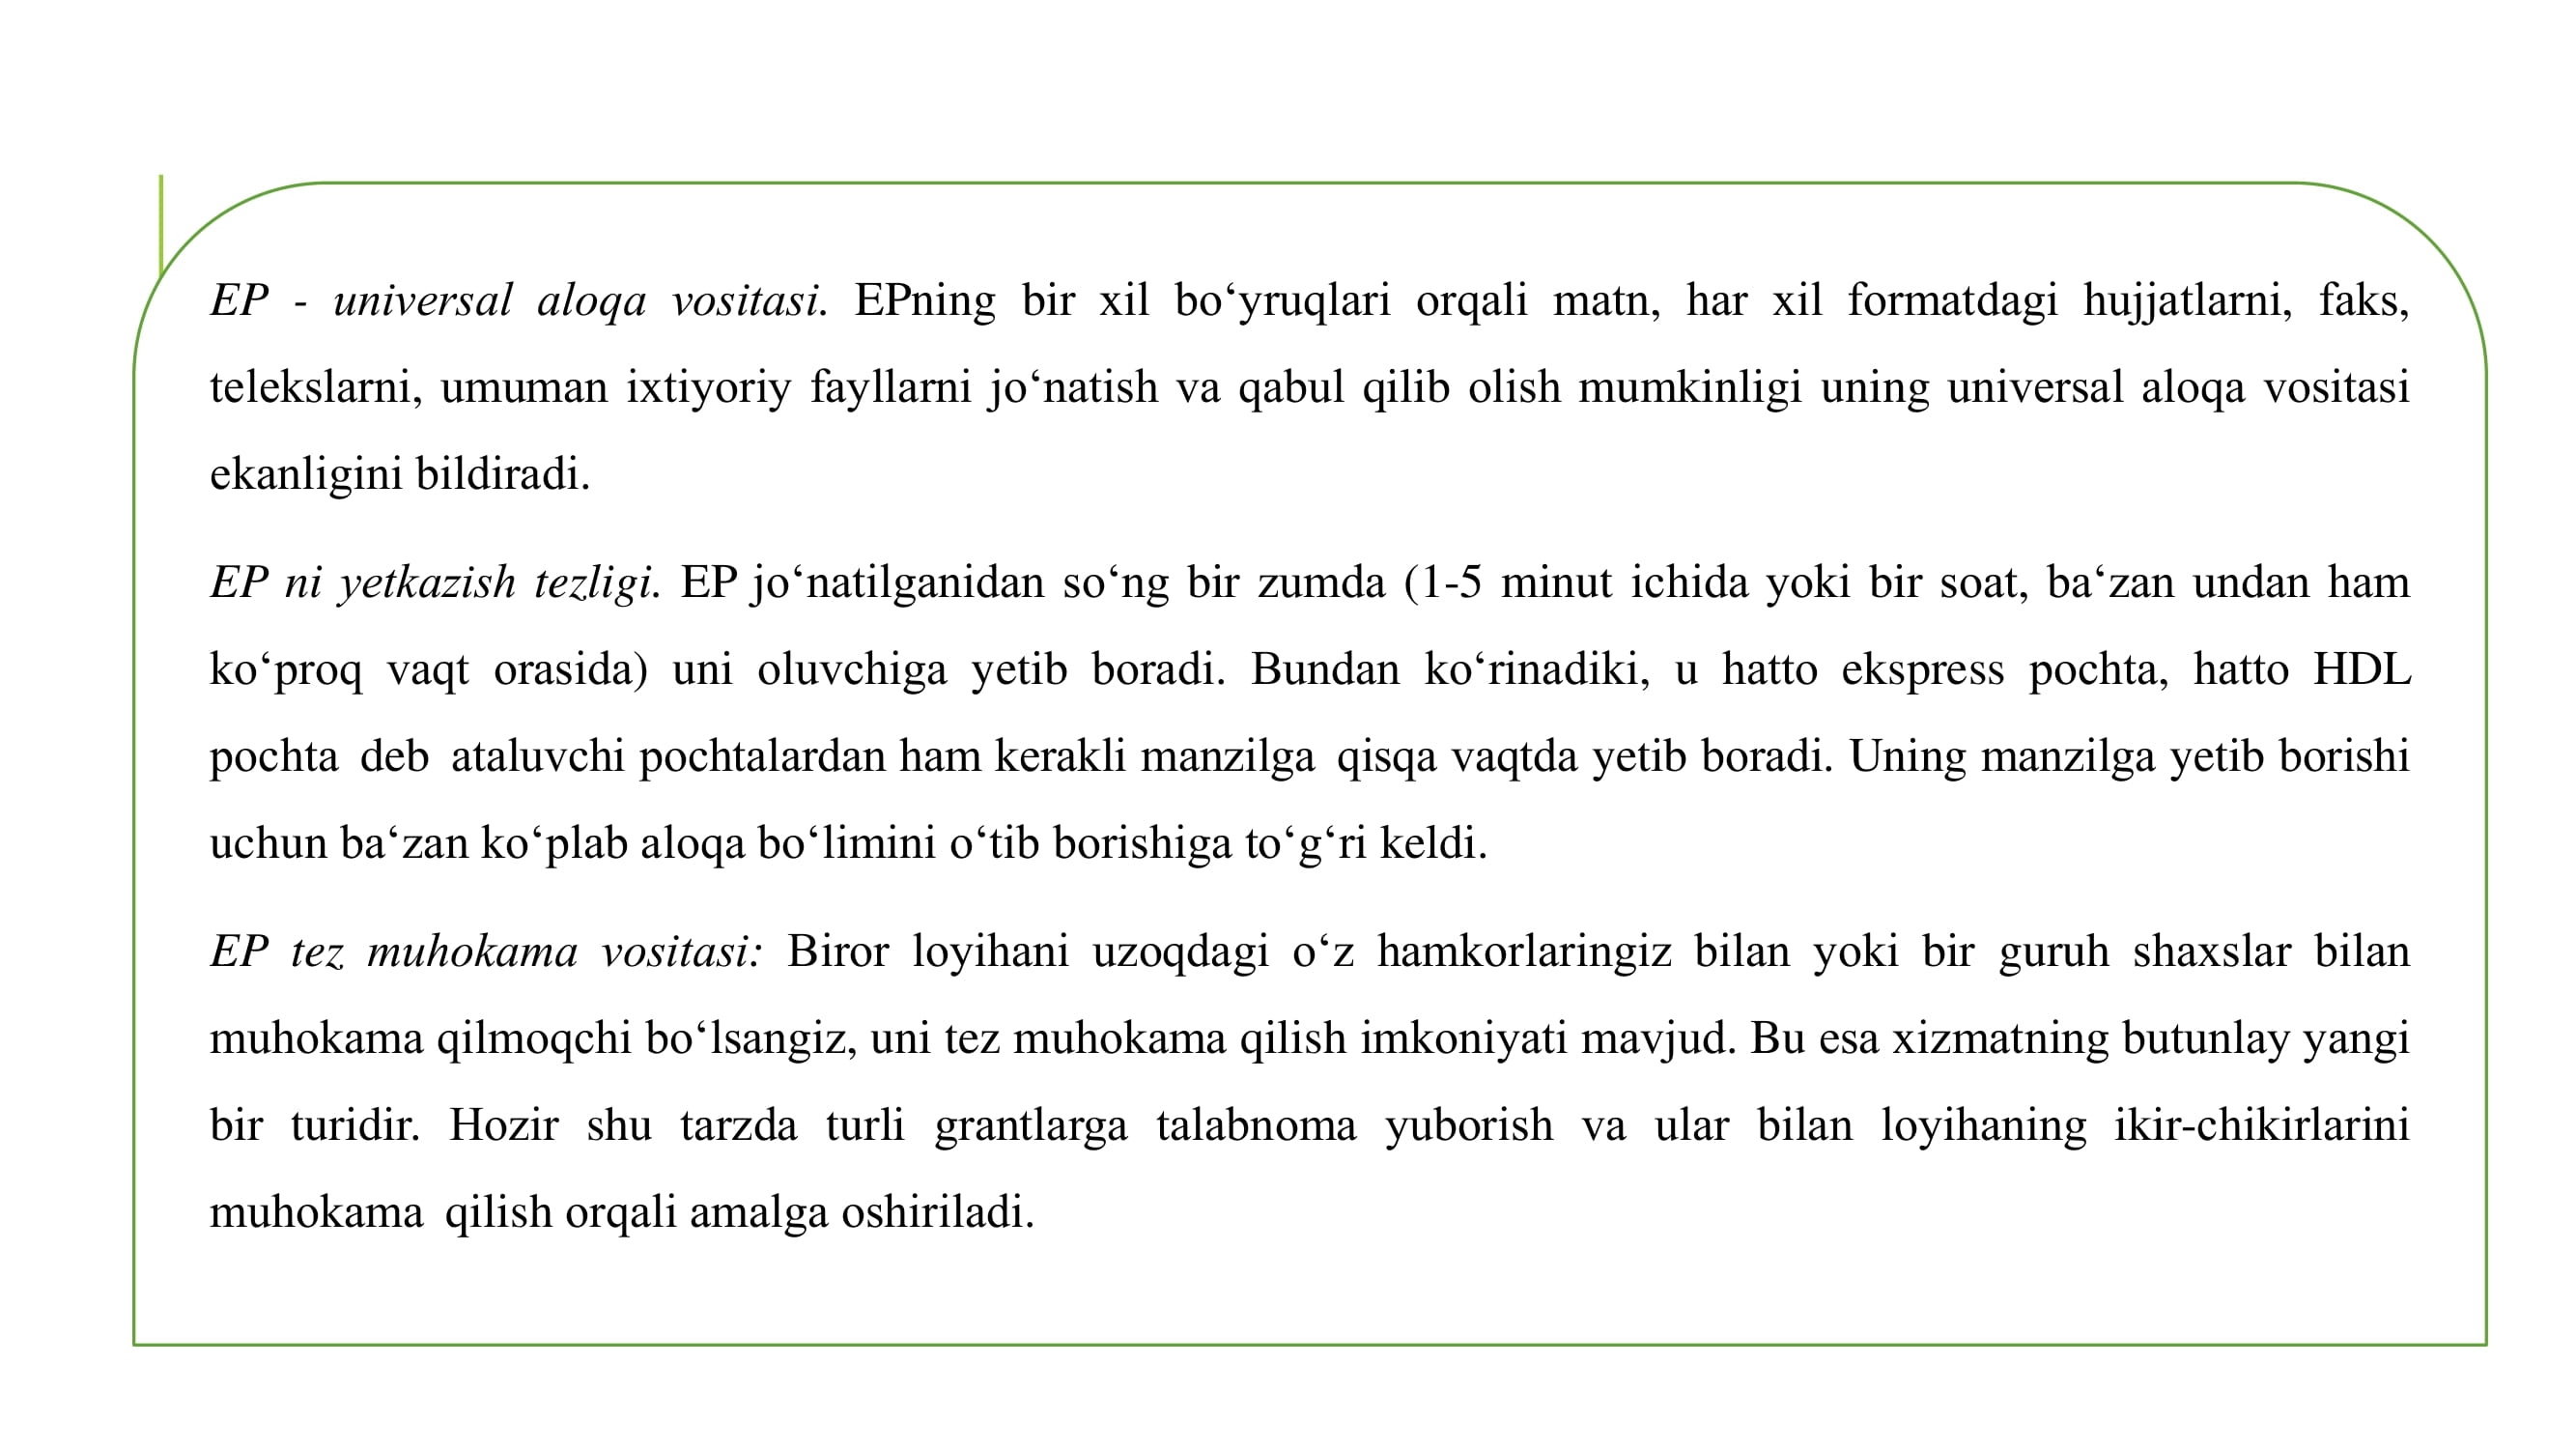 EP - universal aloqa vositasi. EPning bir xil bo‘yruqlari orqali matn, har xil formatdagi hujjatlarni, faks,
telekslarni, umuman ixtiyoriy fayllarni jo‘natish va qabul qilib olish mumkinligi uning universal aloqa vositasi
ekanligini bildiradi.
EP ni yetkazish tezligi. EP jo‘natilganidan so‘ng bir zumda (1-5 minut ichida yoki bir soat, ba‘zan undan ham
ko‘proq vaqt orasida) uni oluvchiga yetib boradi. Bundan ko‘rinadiki, u hatto ekspress pochta, hatto HDL
pochta deb ataluvchi pochtalardan ham kerakli manzilga qisqa vaqtda yetib boradi. Uning manzilga yetib borishi
uchun ba‘zan ko‘plab aloqa bo‘limini o‘tib borishiga to‘g‘ri keldi.
EP tez muhokama vositasi: Biror loyihani uzoqdagi o‘z hamkorlaringiz bilan yoki bir guruh shaxslar bilan
muhokama qilmoqchi bo‘lsangiz, uni tez muhokama qilish imkoniyati mavjud. Bu esa xizmatning butunlay yangi
bir turidir. Hozir shu tarzda turli grantlarga talabnoma yuborish va ular bilan loyihaning ikir-chikirlarini
muhokama qilish orqali amalga oshiriladi.